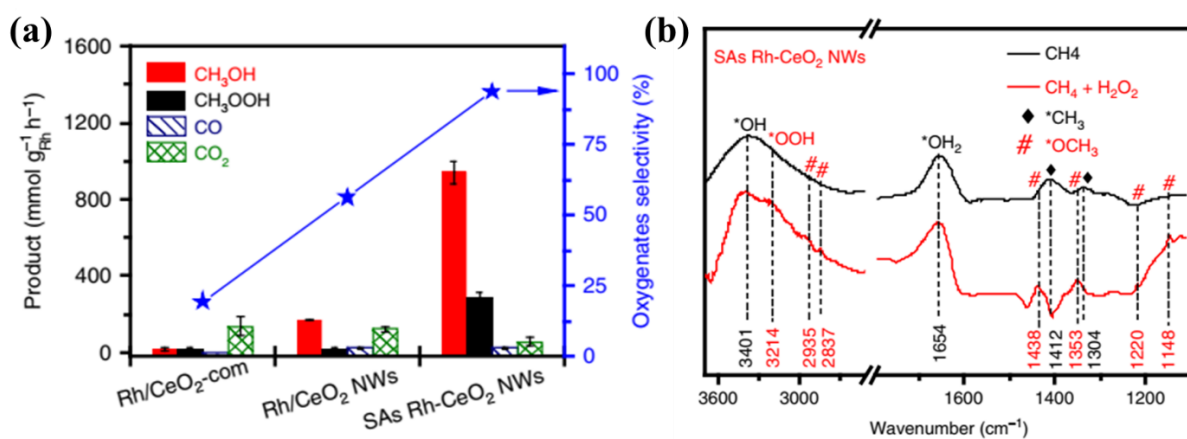 (a)
1600
1200
800
400
0
Product (mmol g⁻¹Rh h⁻¹)
CH₃OH
CH₃OOH
CO
CO₂
100
75
50
25
0
Oxygenates selectivity (%)
Rh/CeO₂-com
Rh/CeO₂ NWs
SAs Rh-CeO₂ NWs
(b)
SAs Rh-CeO₂ NWs
CH4
CH₄ + H₂O₂
*CH₃
*OCH₃
*OH
*OOH
# #
*OH₂
# # # #
3401
3214
2935
2837
1654
1438
1412
1353
1304
1220
1148
3600 3000 1600 1400 1200
Wavenumber (cm⁻¹)